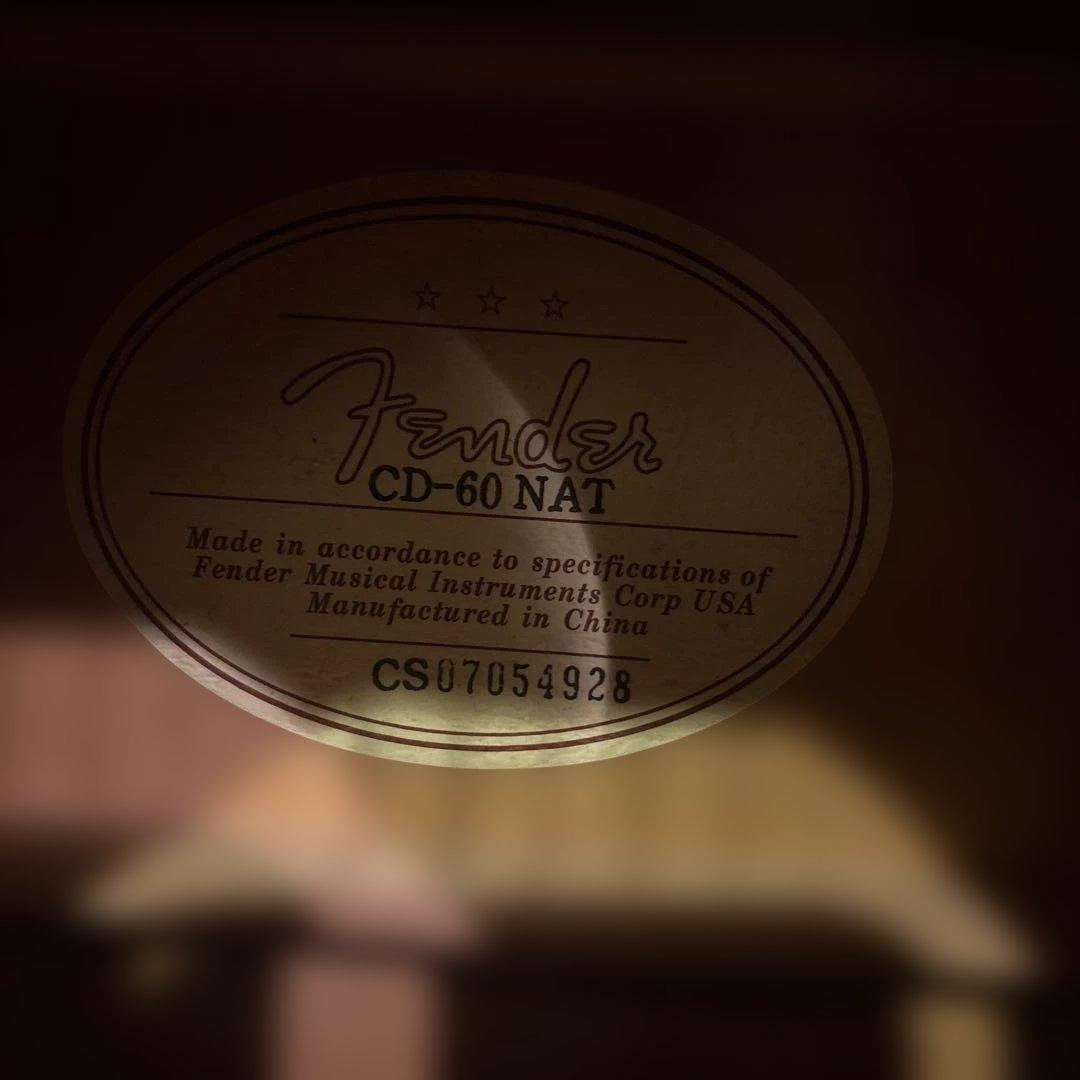 Fender
CD-60 NAT
Made in accordance to specifications of
Fender Musical Instruments Corp USA
Manufactured in China
CS07054928